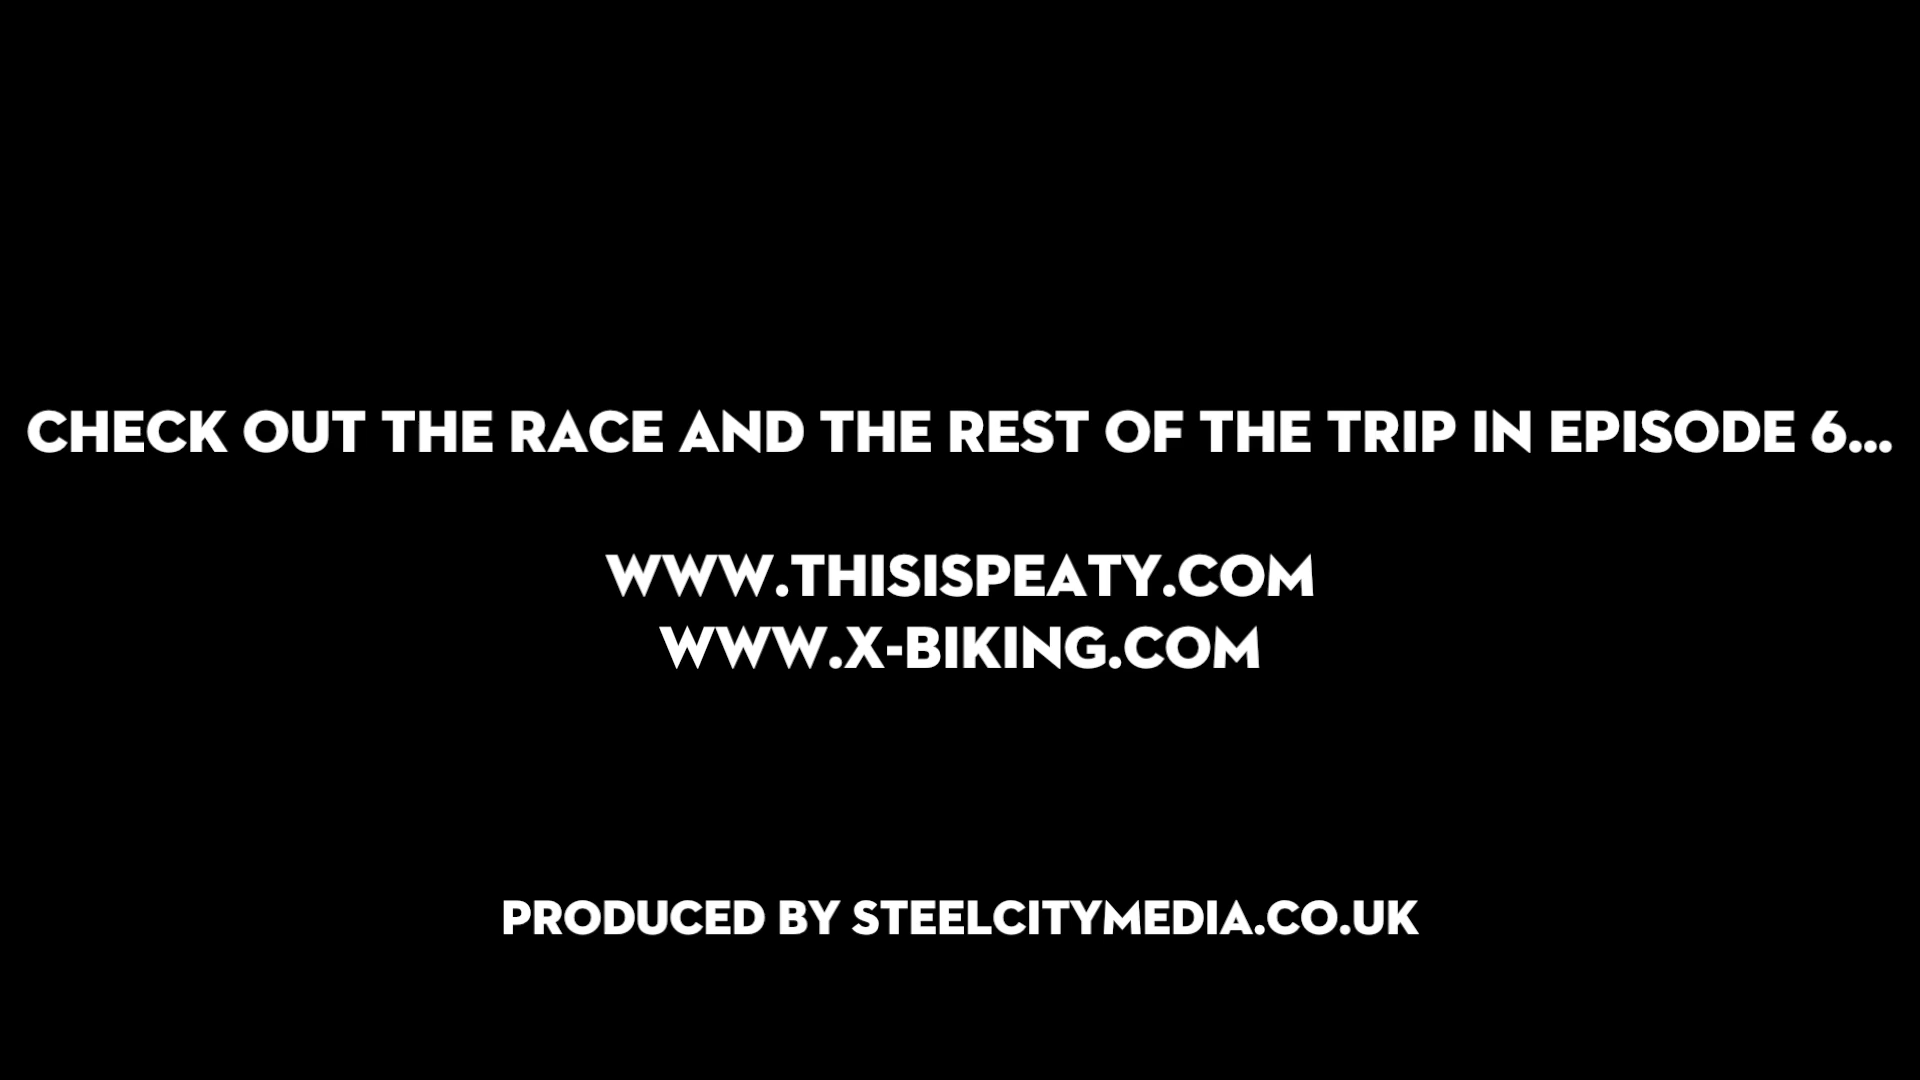 CHECK OUT THE RACE AND THE REST OF THE TRIP IN EPISODE 6...
WWW.THISISPEATY.COM
WWW.X-BIKING.COM
PRODUCED BY STEELCITYMEDIA.CO.UK